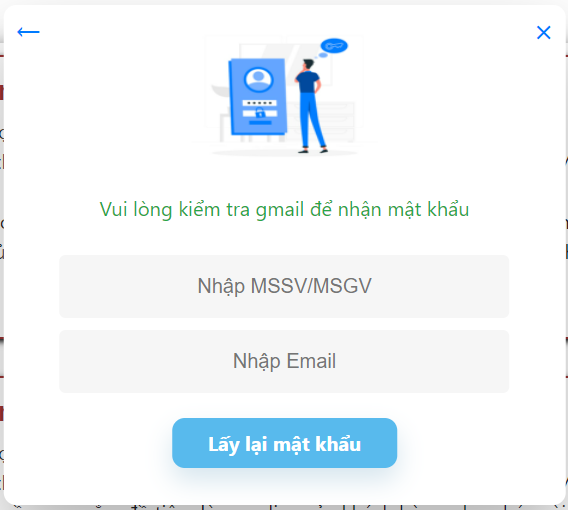 Vui lòng kiểm tra gmail để nhận mật khẩu
Nhập MSSV/MSGV
Nhập Email
Lấy lại mật khẩu